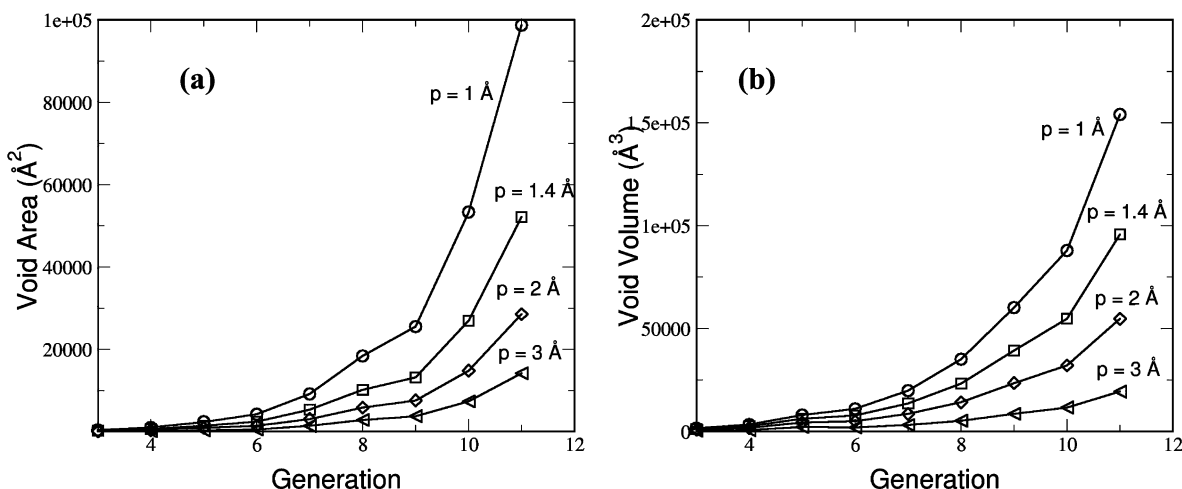 1e+05
(a)
p = 1 Å
80000
Void Area (Å²)
60000
p = 1.4 Å
40000
p = 2 Å
20000
p = 3 Å
4 6 8 10 12
Generation
2e+05
(b)
1.5e+05
p = 1 Å
Void Volume (Å³)
1e+05
p = 1.4 Å
p = 2 Å
50000
p = 3 Å
0
4 6 8 10 12
Generation